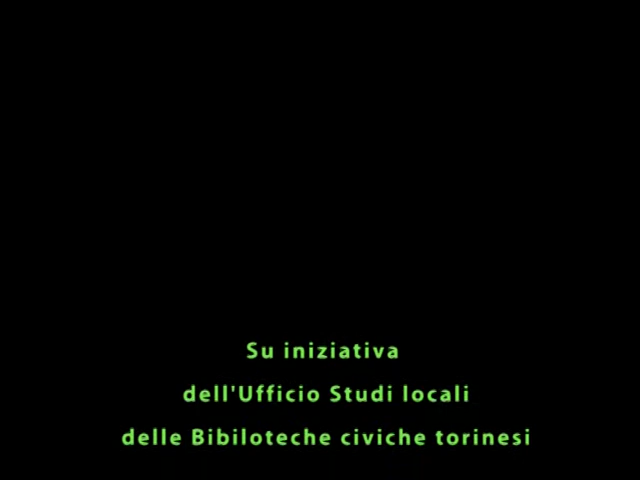 Su iniziativa
dell'Ufficio Studi locali
delle Bibiloteche civiche torinesi